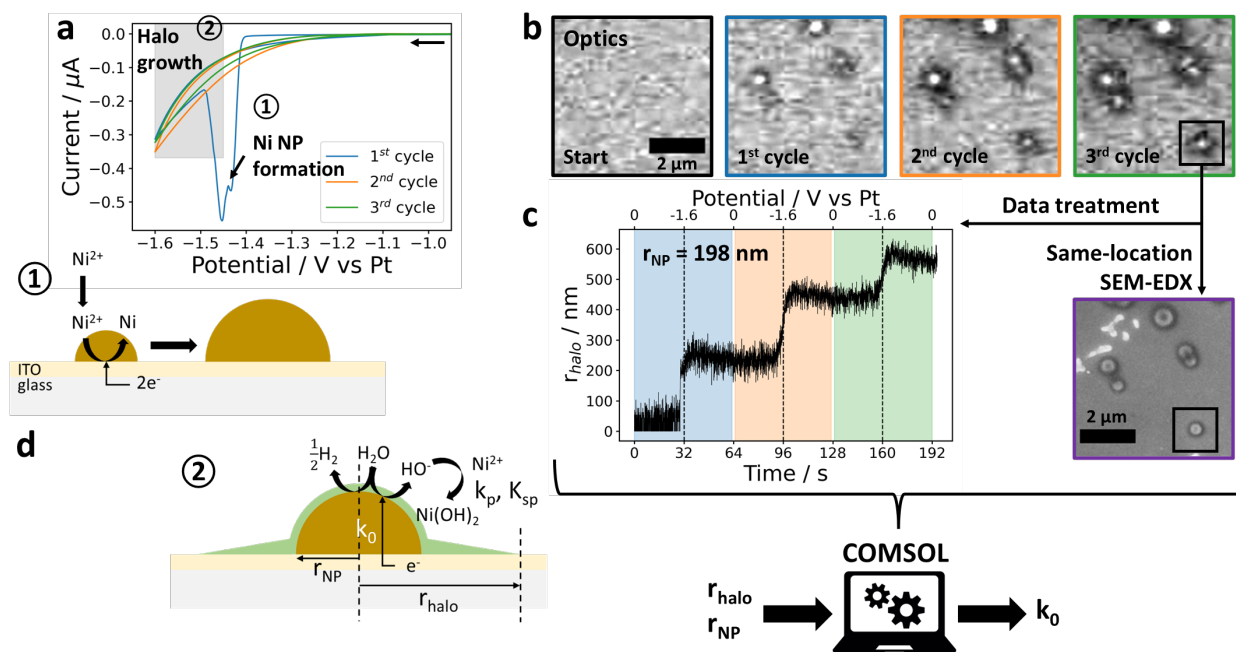 a
②
Halo
growth
①
Ni NP
formation
1st cycle
2nd cycle
3rd cycle
0.0
−0.1
−0.2
−0.3
−0.4
−0.5
Current / μA
−1.6 −1.5 −1.4 −1.3 −1.2 −1.1 −1.0
Potential / V vs Pt
①
Ni2+
Ni2+ Ni
ITO
glass
2e-
b
Optics
Start
2 μm
1st cycle
2nd cycle
3rd cycle
Data treatment
Same-location
SEM-EDX
2 μm
c
Potential / V vs Pt
0 -1.6 0 -1.6 0 -1.6 0
rNP = 198 nm
600
500
400
300
200
100
0
rhalo / nm
0 32 64 96 128 160 192
Time / s
d
②
½H2
H2O
HO-
Ni2+
kp, Ksp
Ni(OH)2
k0
e-
rNP
rhalo
COMSOL
rhalo
rNP
k0